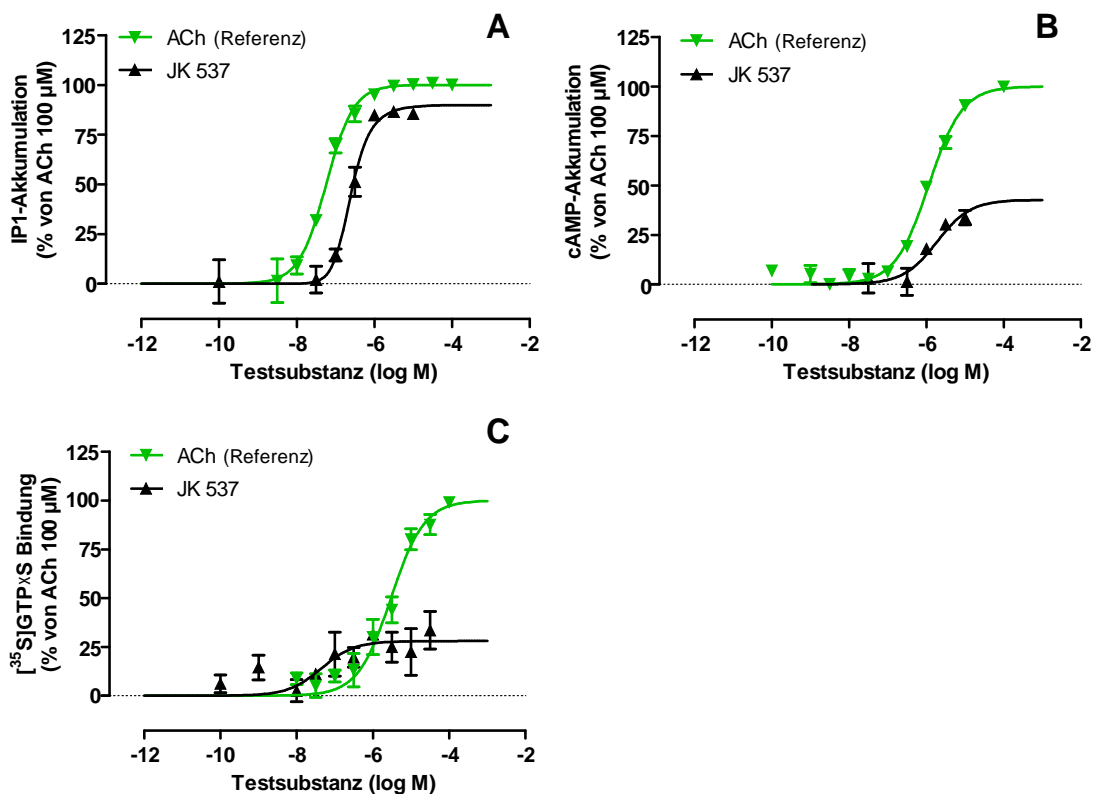 A
ACh (Referenz)
JK 537
IP1-Akkumulation
(% von ACh 100 µM)
125
100
75
50
25
0
-12 -10 -8 -6 -4 -2
Testsubstanz (log M)
B
ACh (Referenz)
JK 537
cAMP-Akkumulation
(% von ACh 100 µM)
125
100
75
50
25
0
-12 -10 -8 -6 -4 -2
Testsubstanz (log M)
C
ACh (Referenz)
JK 537
[³⁵S]GTPxS Bindung
(% von ACh 100 µM)
125
100
75
50
25
0
-12 -10 -8 -6 -4 -2
Testsubstanz (log M)